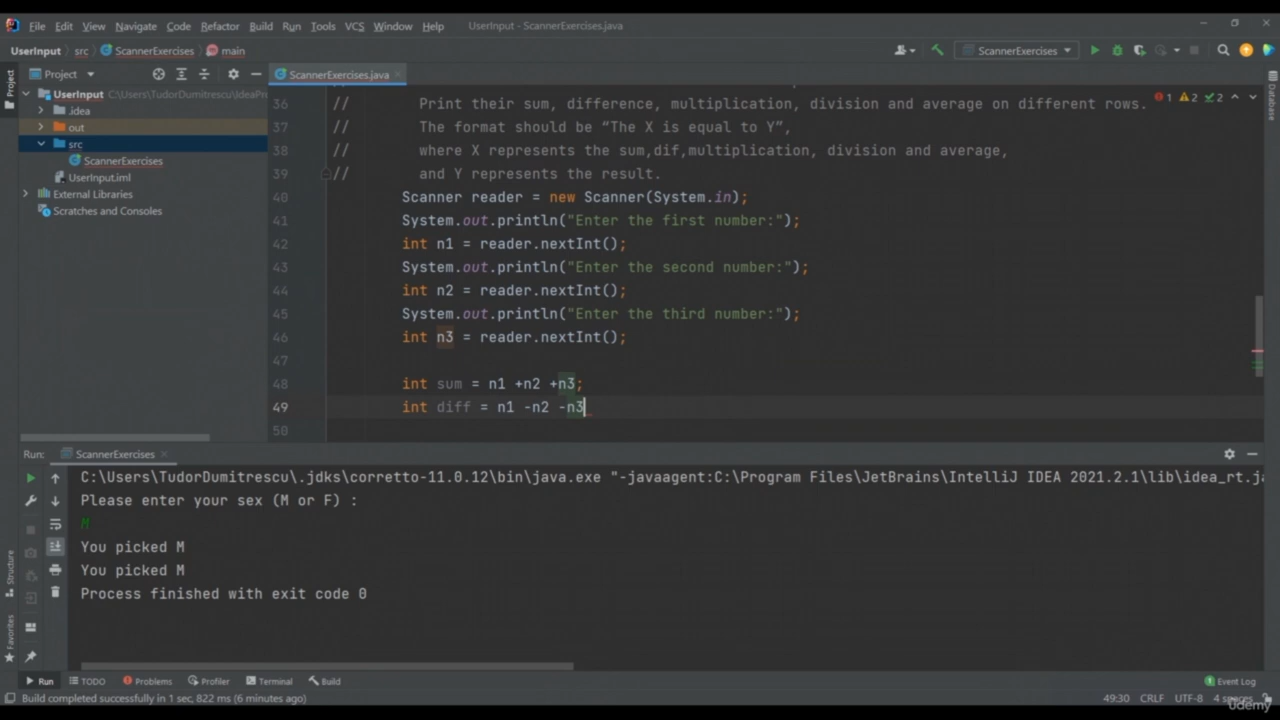 File Edit View Navigate Code Refactor Build Run Tools VCS Window Help UserInput - ScannerExercises.java
UserInput src ScannerExercises main ScannerExercises
Project ScannerExercises.java
UserInput C:\Users\TudorDumitrescu\IdeaPr
.idea
out
src
ScannerExercises
UserInput.iml
External Libraries
Scratches and Consoles
Project
Structure
Favorites
Database
1 2 2
36 // Print their sum, difference, multiplication, division and average on different rows.
37 // The format should be “The X is equal to Y”,
38 // where X represents the sum,dif,multiplication, division and average,
39 // and Y represents the result.
40 Scanner reader = new Scanner(System.in);
41 System.out.println("Enter the first number:");
42 int n1 = reader.nextInt();
43 System.out.println("Enter the second number:");
44 int n2 = reader.nextInt();
45 System.out.println("Enter the third number:");
46 int n3 = reader.nextInt();
47
48 int sum = n1 +n2 +n3;
49 int diff = n1 -n2 -n3
50
Run: ScannerExercises
C:\Users\TudorDumitrescu\.jdks\corretto-11.0.12\bin\java.exe "-javaagent:C:\Program Files\JetBrains\IntelliJ IDEA 2021.2.1\lib\idea_rt.ja
Please enter your sex (M or F) :
M
You picked M
You picked M
Process finished with exit code 0
Run TODO Problems Profiler Terminal Build 1 Event Log
Build completed successfully in 1 sec, 822 ms (6 minutes ago) 49:30 CRLF UTF-8 4 spaces
udemy